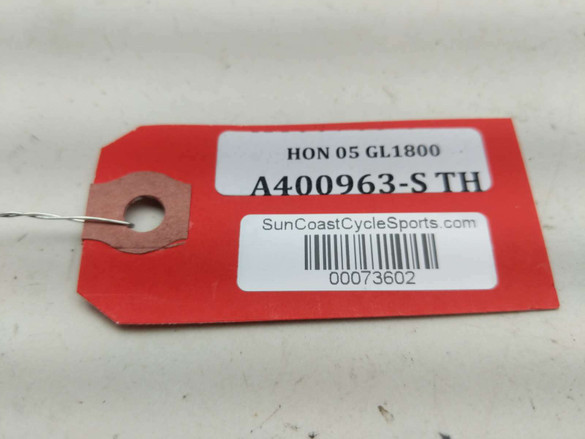 HON 05 GL1800
A400963-S TH
SunCoastCycleSports.com
00073602